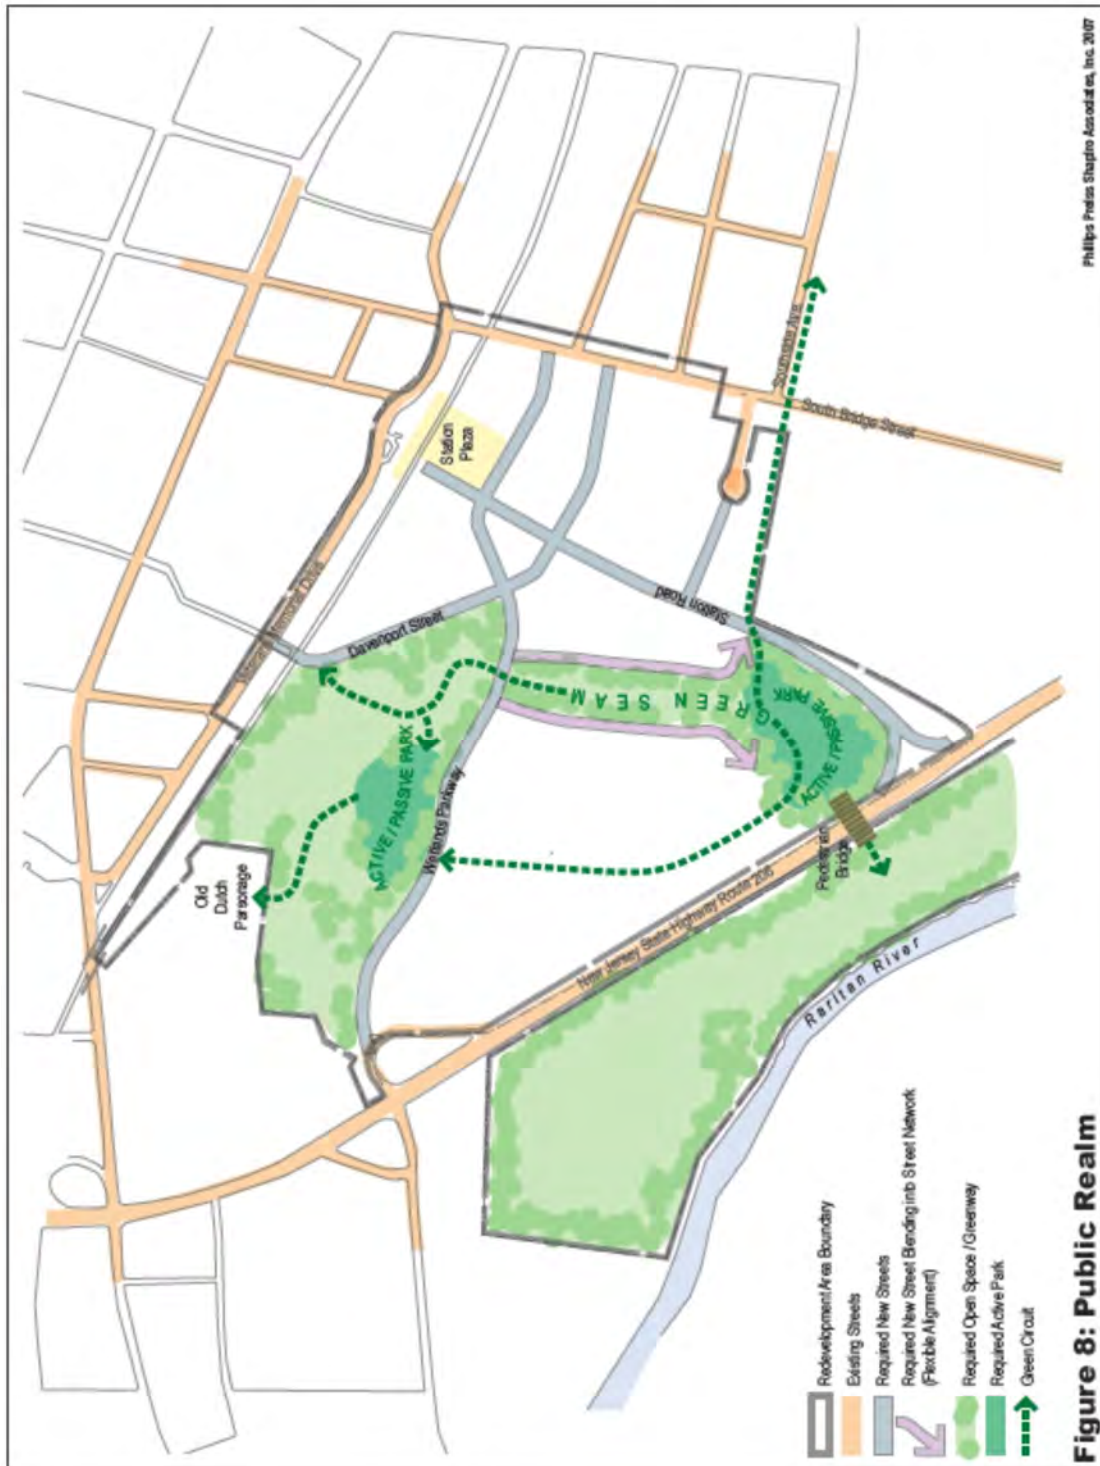 Phillips Preiss Shapiro Associates, Inc. 2007
Station
Plaza
Memorial Drive
Davenport Street
Southside Ave.
South Bridge Street
Station Road
GREEN SEAM
ACTIVE / PASSIVE PARK
ACTIVE / PASSIVE PARK
Wetlands Parkway
Old
Dutch
Parsonage
Pedestrian
Bridge
New Jersey State Highway Route 206
Raritan River
Redevelopment Area Boundary
Existing Streets
Required New Streets
Required New Street Bending into Street Network
(Flexible Alignment)
Required Open Space / Greenway
Required Active Park
Green Circuit
Figure 8: Public Realm